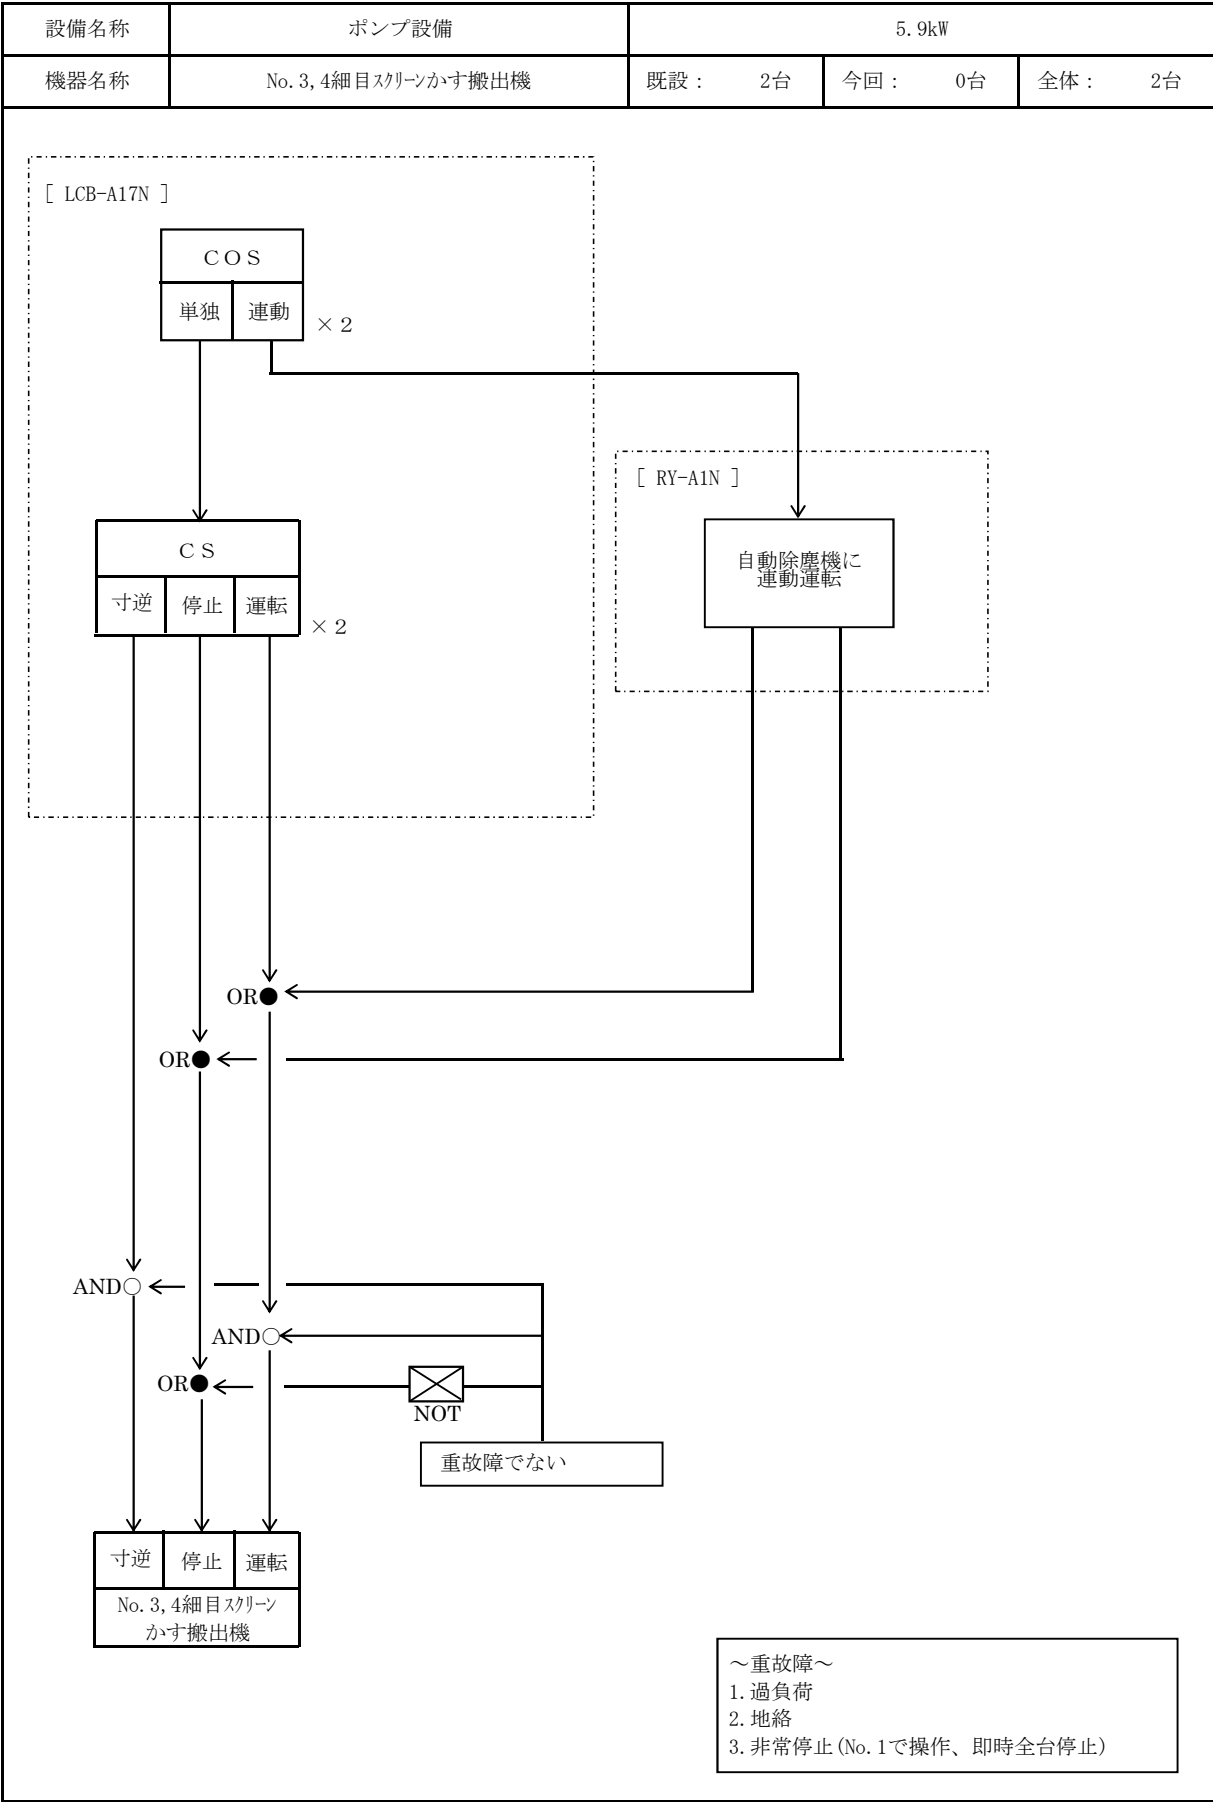 設備名称 ポンプ設備 5.9kW
機器名称 No.3,4細目ｽｸﾘｰﾝかす搬出機 既設： 2台 今回： 0台 全体： 2台
[ LCB-A17N ]
ＣＯＳ
単独 連動
×２
[ RY-A1N ]
自動除塵機に
連動運転
ＣＳ
寸逆 停止 運転
×２
OR●
OR●
AND○
AND○
OR●
NOT
重故障でない
寸逆 停止 運転
No.3,4細目ｽｸﾘｰﾝ
かす搬出機
～重故障～
1.過負荷
2.地絡
3.非常停止(No.1で操作、即時全台停止)